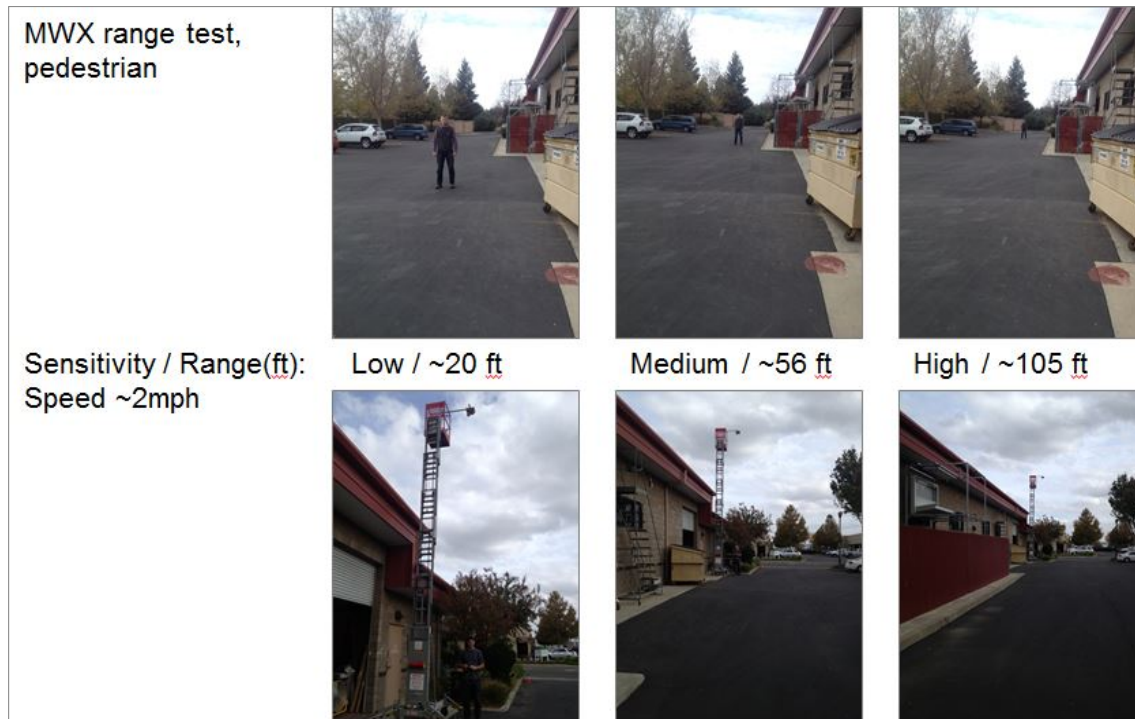 MWX range test,
pedestrian
Sensitivity / Range(ft):
Speed ~2mph
Low / ~20 ft
Medium / ~56 ft
High / ~105 ft